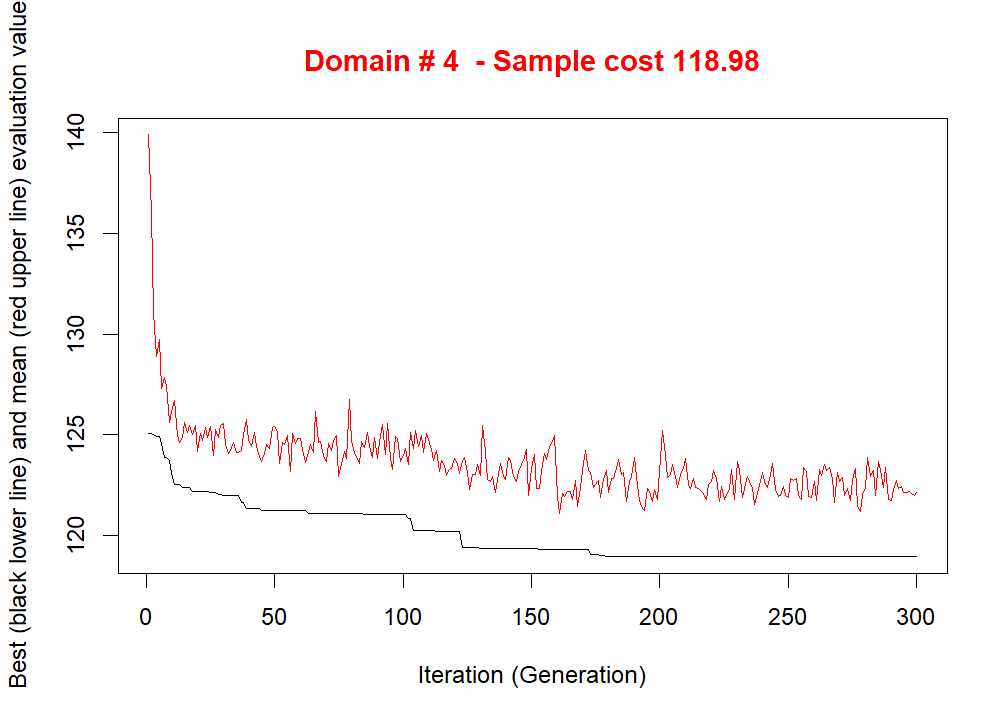 Domain # 4  - Sample cost 118.98
Best (black lower line) and mean (red upper line) evaluation value
140
135
130
125
120
0 50 100 150 200 250 300
Iteration (Generation)